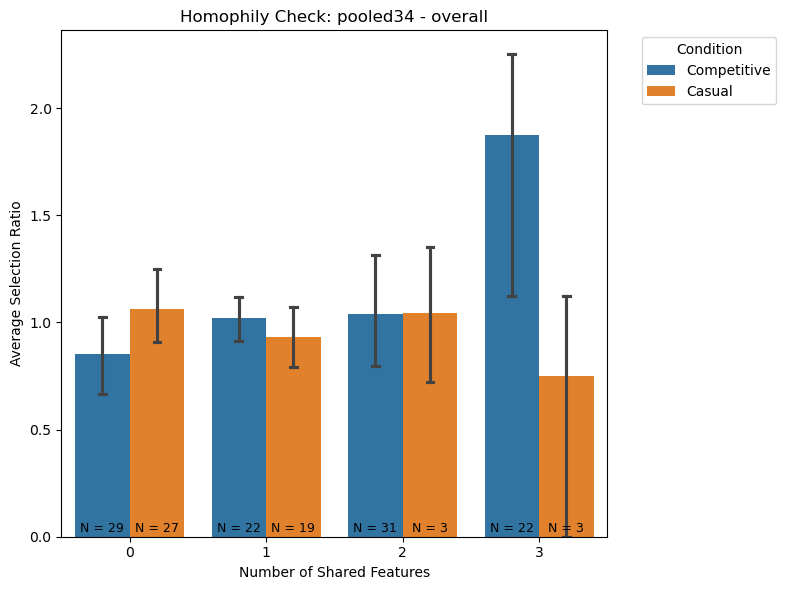 Homophily Check: pooled34 - overall
Condition
Competitive
Casual
Average Selection Ratio
2.0
1.5
1.0
0.5
0.0
N = 29 N = 27 N = 22 N = 19 N = 31 N = 3 N = 22 N = 3
0 1 2 3
Number of Shared Features